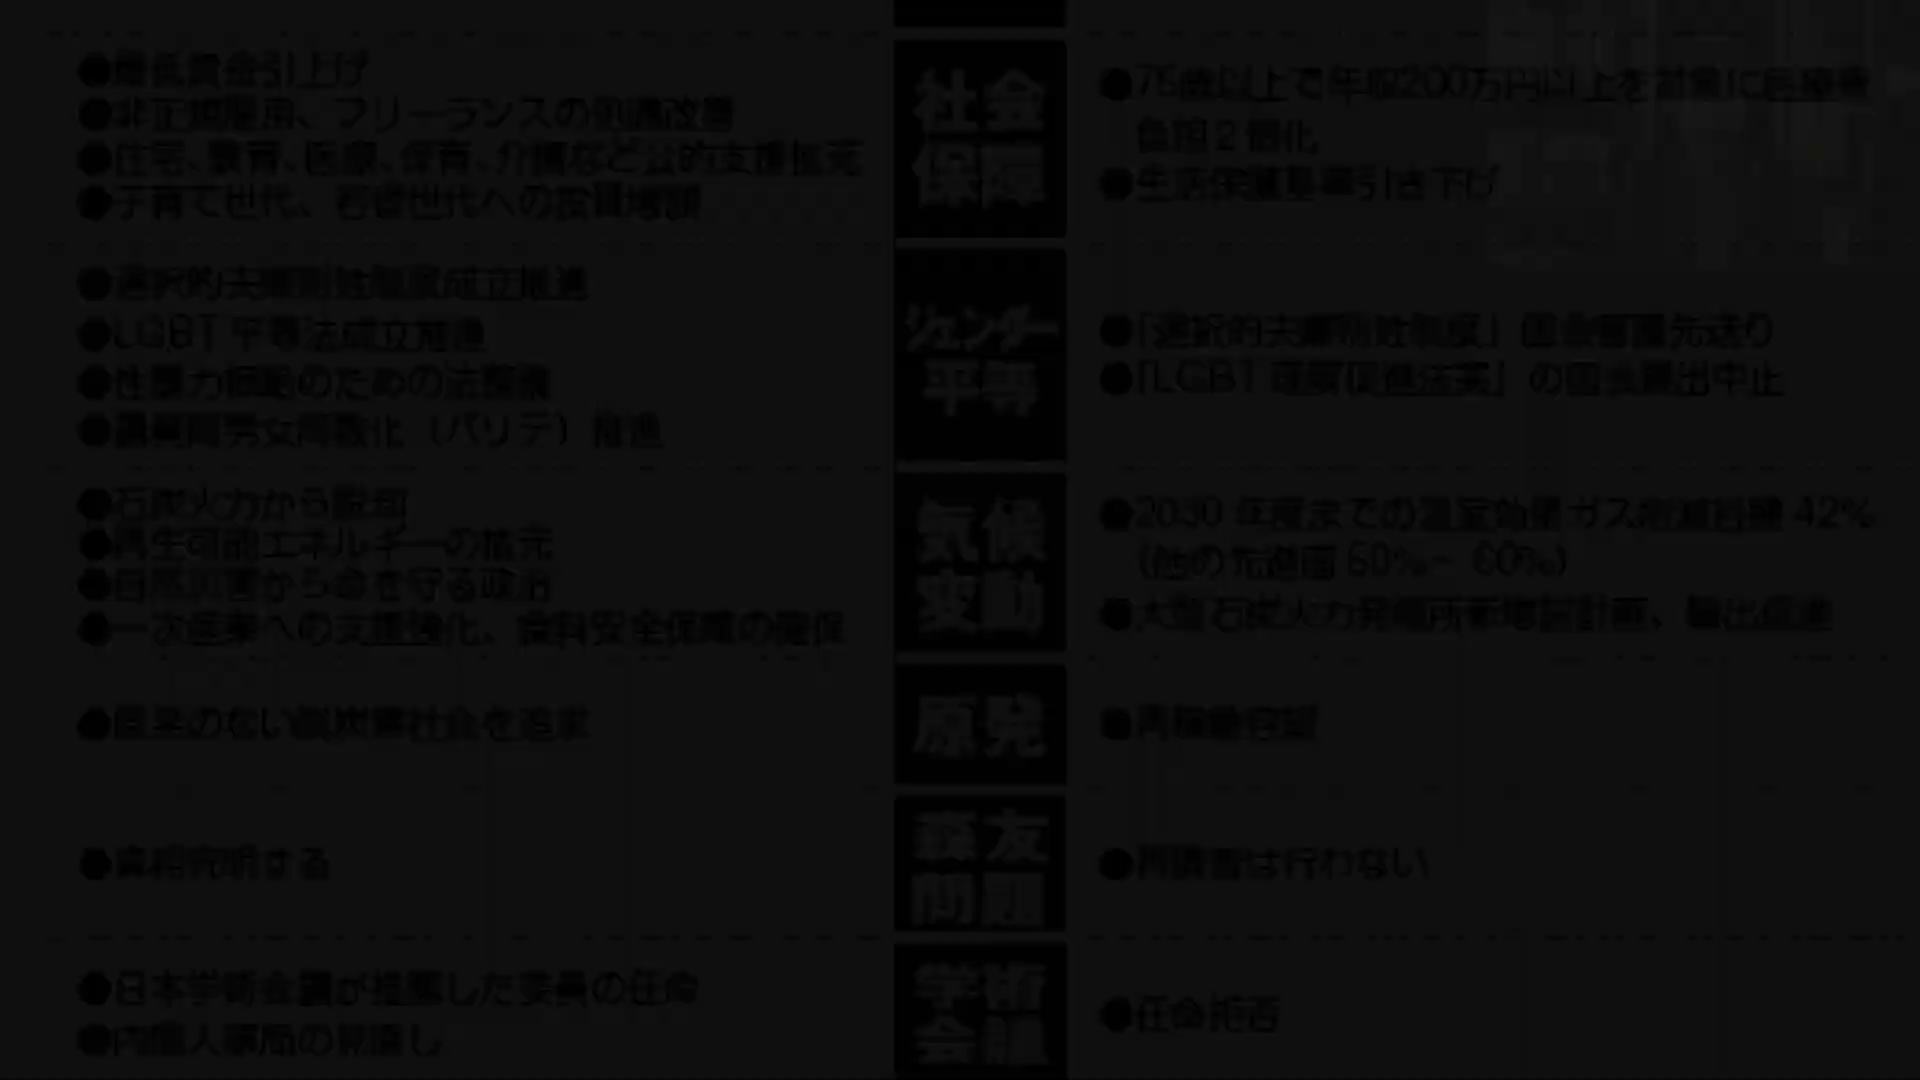 ●最低賃金引上げ
●非正規雇用、フリーランスの待遇改善
●住宅、教育、医療、保育、介護など公的支援拡充
●子育て世代、若者世代への投資増額
社会
保障
●75歳以上で年収200万円以上を対象に医療費
負担2倍化
●生活保護基準引き下げ
●選択的夫婦別姓制度成立推進
●LGBT 平等法成立推進
●性暴力根絶のための法整備
●議員間男女同数化（パリテ）推進
ジェンダー
平等
●「選択的夫婦別姓制度」国会審議先送り
●「LGBT 理解促進法案」の国会提出中止
●石炭火力から脱却
●再生可能エネルギーの拡充
●自然災害から命を守る政治
●一次産業への支援強化、食料安全保障の確保
気候
変動
●2030 年度までの温室効果ガス削減目標 42%
(他の先進国 50%〜 60%)
●大型石炭火力発電所新増設計画、輸出促進
●原発のない脱炭素社会を追求
原発
●再稼働容認
●真相究明する
森友
問題
●再調査は行わない
●日本学術会議が推薦した委員の任命
●内閣人事局の見直し
学術
会議
●任命拒否